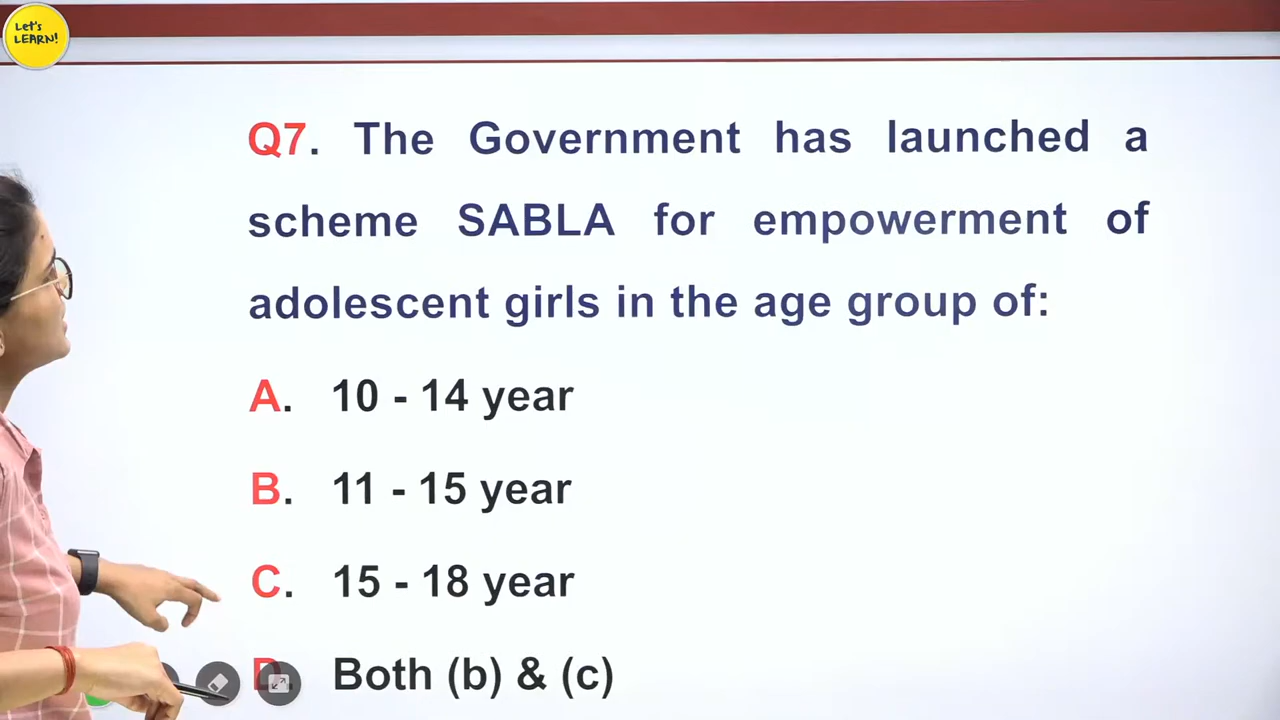 Let's
LEARN!
Q7. The Government has launched a
scheme SABLA for empowerment of
adolescent girls in the age group of:
A. 10 - 14 year
B. 11 - 15 year
C. 15 - 18 year
D. Both (b) & (c)